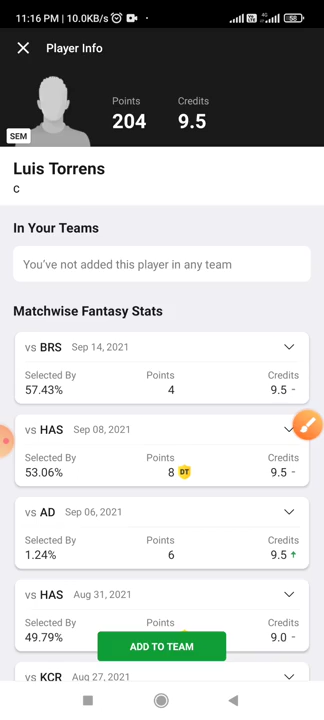 11:16 PM | 10.0KB/s
58
Player Info
Points Credits
204 9.5
SEM
Luis Torrens
C
In Your Teams
You've not added this player in any team
Matchwise Fantasy Stats
vs BRS Sep 14, 2021
Selected By Points Credits
57.43% 4 9.5 -
vs HAS Sep 08, 2021
Selected By Points Credits
53.06% 8 DT 9.5 -
vs AD Sep 06, 2021
Selected By Points Credits
1.24% 6 9.5 ↑
vs HAS Aug 31, 2021
Selected By Points Credits
49.79% 9.0 -
ADD TO TEAM
vs KCR Aug 27, 2021